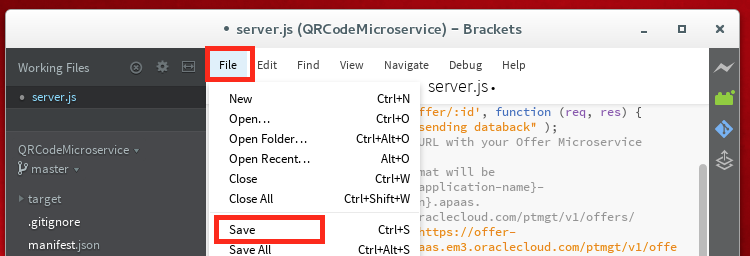 • server.js (QRCodeMicroservice) – Brackets
Working Files
• server.js
QRCodeMicroservice
master
target
.gitignore
manifest.json
File Edit Find View Navigate Debug Help
server.js •
New Ctrl+N
Open… Ctrl+O
Open Folder… Ctrl+Alt+O
Open Recent… Alt+O
Close Ctrl+W
Close All Ctrl+Shift+W
Save Ctrl+S
Save All Ctrl+Alt+S
ffer/:id', function (req, res) {
sending databack" );
URL with your Offer Microservice
mat will be
application-name}-
n}.apaas.
oraclecloud.com/ptmgt/v1/offers/
https://offer-
aas.em3.oraclecloud.com/ptmgt/v1/offe